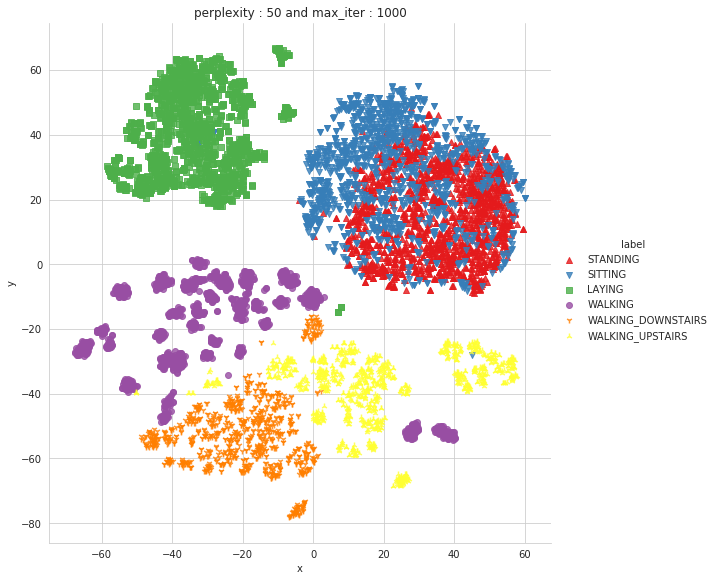 perplexity : 50 and max_iter : 1000
60
40
20
0
−20
−40
−60
−80
y
−60
−40
−20
0
20
40
60
x
label
STANDING
SITTING
LAYING
WALKING
WALKING_DOWNSTAIRS
WALKING_UPSTAIRS